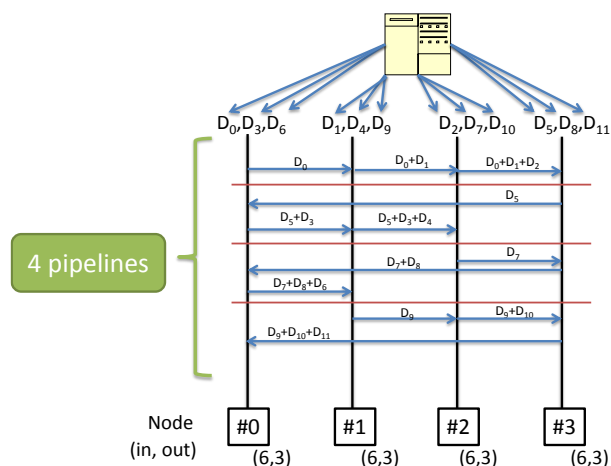 D₀,D₃,D₆ D₁,D₄,D₉ D₂,D₇,D₁₀ D₅,D₈,D₁₁
D₀ D₀+D₁ D₀+D₁+D₂
D₅
D₅+D₃ D₅+D₃+D₄
4 pipelines
D₇
D₇+D₈
D₇+D₈+D₆
D₉ D₉+D₁₀
D₉+D₁₀+D₁₁
Node #0 #1 #2 #3
(in, out) (6,3) (6,3) (6,3) (6,3)